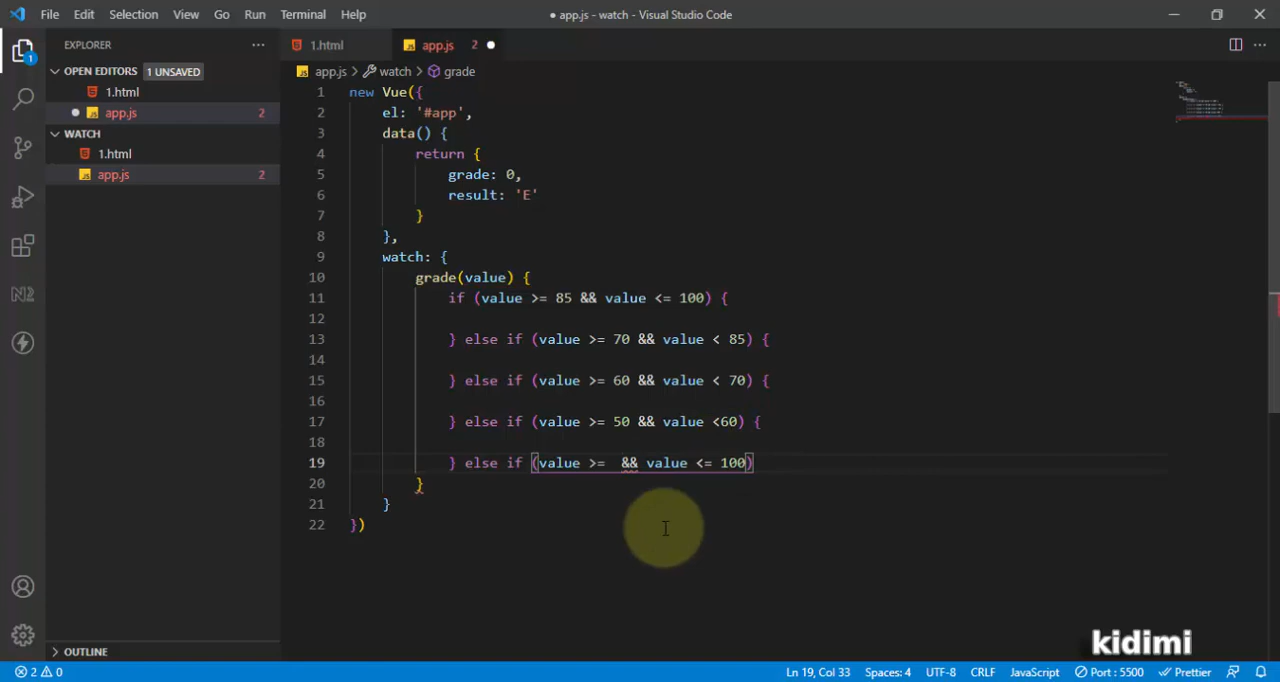 File Edit Selection View Go Run Terminal Help
● app.js - watch - Visual Studio Code
EXPLORER
1.html
app.js 2
OPEN EDITORS 1 UNSAVED
1.html
app.js 2
WATCH
1.html
app.js 2
OUTLINE
app.js > watch > grade
1 new Vue({
2 el: '#app',
3 data() {
4 return {
5 grade: 0,
6 result: 'E'
7 }
8 },
9 watch: {
10 grade(value) {
11 if (value >= 85 && value <= 100) {
12
13 } else if (value >= 70 && value < 85) {
14
15 } else if (value >= 60 && value < 70) {
16
17 } else if (value >= 50 && value <60) {
18
19 } else if (value >=  && value <= 100)
20 }
21 }
22 })
kidimi
2 0
Ln 19, Col 33 Spaces: 4 UTF-8 CRLF JavaScript Port : 5500 Prettier